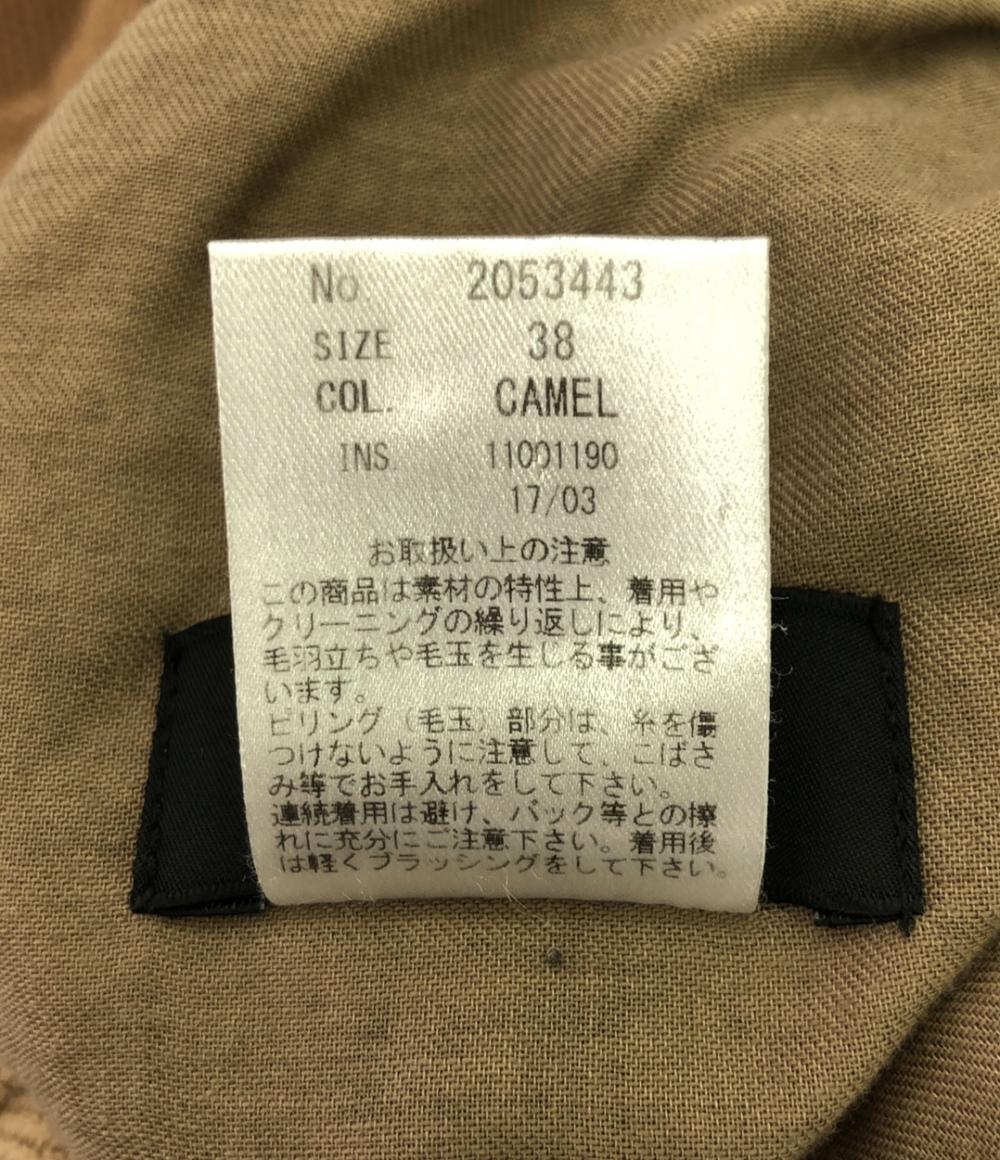 No. 2053443
SIZE 38
COL. CAMEL
INS. 11001190
17/03
お取扱い上の注意
この商品は素材の特性上、着用や
クリーニングの繰り返しにより、
毛羽立ちや毛玉を生じる事がござ
います。
ピリング（毛玉）部分は、糸を傷
つけないように注意して、こばさ
み等でお手入れをして下さい。
連続着用は避け、バック等との擦
れに充分にご注意下さい。着用後
は軽くブラッシングをして下さい。